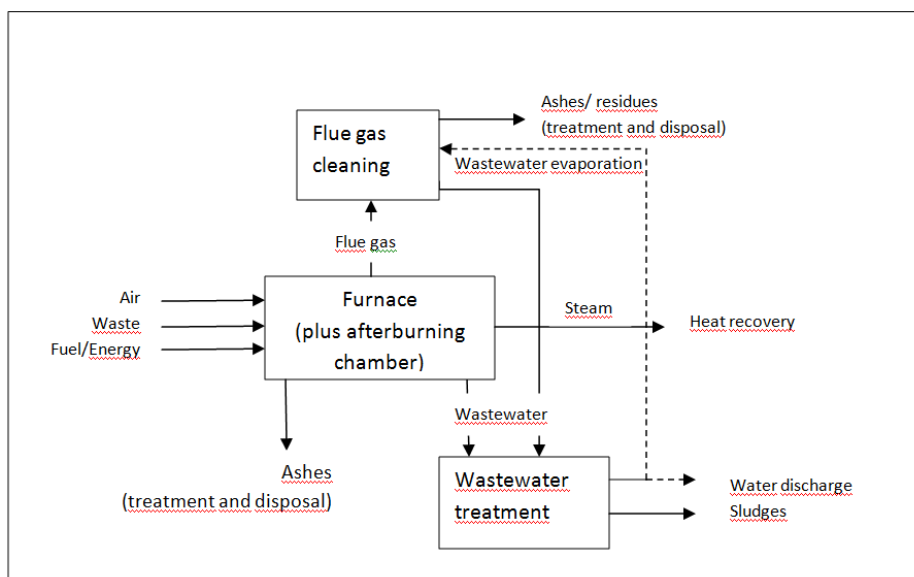 Ashes/ residues
(treatment and disposal)
Flue gas
cleaning
Wastewater evaporation
Flue gas
Air
Waste
Fuel/Energy
Furnace
(plus afterburning
chamber)
Steam
Heat recovery
Wastewater
Ashes
(treatment and disposal)
Wastewater
treatment
Water discharge
Sludges